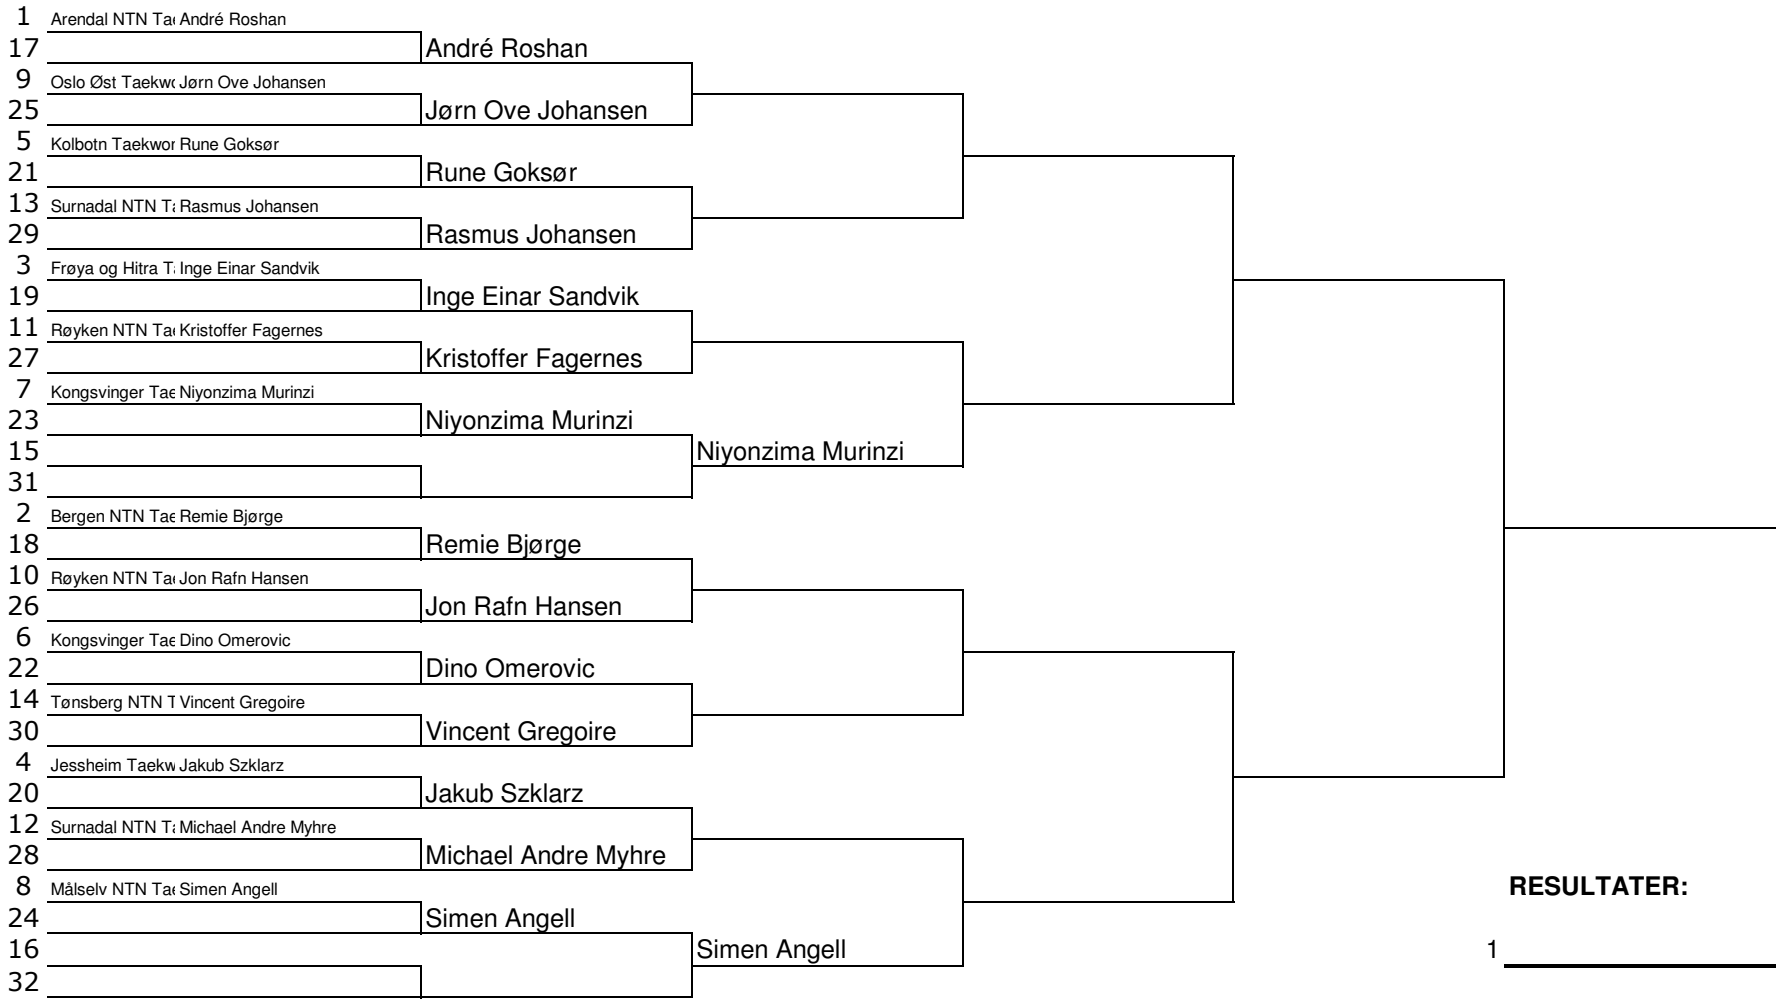 1 Arendal NTN Tae André Roshan
17 André Roshan
9 Oslo Øst Taekwo Jørn Ove Johansen
25 Jørn Ove Johansen
5 Kolbotn Taekwon Rune Goksør
21 Rune Goksør
13 Surnadal NTN Ta Rasmus Johansen
29 Rasmus Johansen
3 Frøya og Hitra Ta Inge Einar Sandvik
19 Inge Einar Sandvik
11 Røyken NTN Tae Kristoffer Fagernes
27 Kristoffer Fagernes
7 Kongsvinger Tae Niyonzima Murinzi
23 Niyonzima Murinzi
15 Niyonzima Murinzi
31
2 Bergen NTN Tae Remie Bjørge
18 Remie Bjørge
10 Røyken NTN Tae Jon Rafn Hansen
26 Jon Rafn Hansen
6 Kongsvinger Tae Dino Omerovic
22 Dino Omerovic
14 Tønsberg NTN T Vincent Gregoire
30 Vincent Gregoire
4 Jessheim Taekw Jakub Szklarz
20 Jakub Szklarz
12 Surnadal NTN Ta Michael Andre Myhre
28 Michael Andre Myhre
8 Målselv NTN Tae Simen Angell
RESULTATER:
24 Simen Angell
16 Simen Angell 1
32